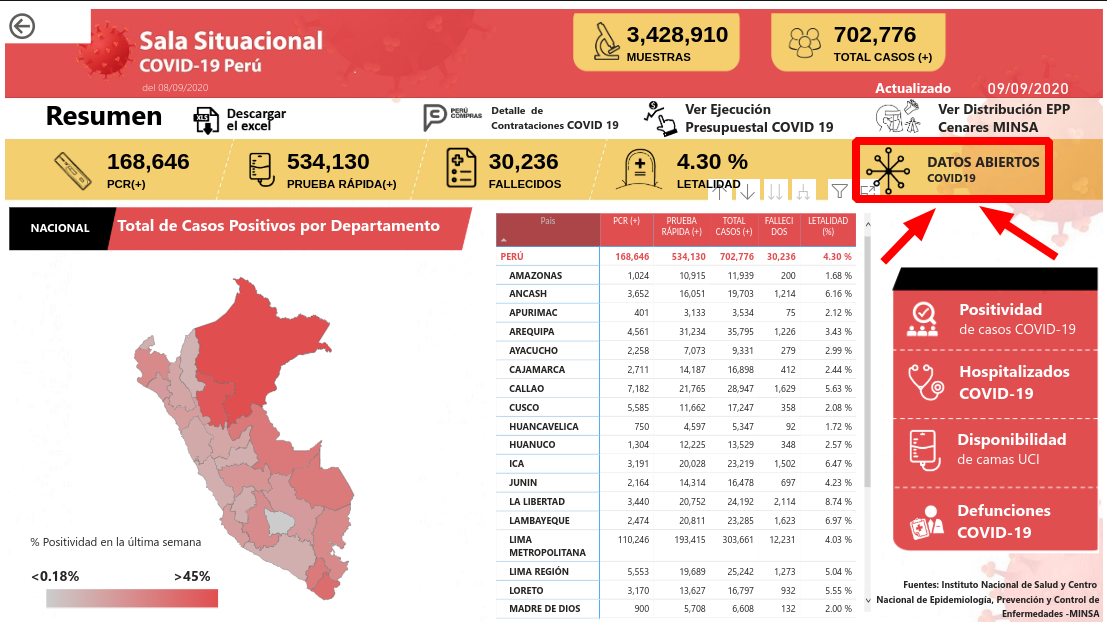 Sala Situacional
COVID-19 Perú
del 08/09/2020
3,428,910
MUESTRAS
702,776
TOTAL CASOS (+)
Actualizado 09/09/2020
Resumen
XLS
Descargar
el excel
PERÚ
COMPRAS
Detalle de
Contrataciones COVID 19
Ver Ejecución
Presupuestal COVID 19
Ver Distribución EPP
Cenares MINSA
168,646
PCR(+)
534,130
PRUEBA RÁPIDA(+)
30,236
FALLECIDOS
4.30 %
LETALIDAD
DATOS ABIERTOS
COVID19
NACIONAL
Total de Casos Positivos por Departamento
% Positividad en la última semana
<0.18% >45%
País PCR (+) PRUEBA RÁPIDA (+) TOTAL CASOS (+) FALLECI DOS LETALIDAD (%)
PERÚ 168,646 534,130 702,776 30,236 4.30 %
AMAZONAS 1,024 10,915 11,939 200 1.68 %
ANCASH 3,652 16,051 19,703 1,214 6.16 %
APURIMAC 401 3,133 3,534 75 2.12 %
AREQUIPA 4,561 31,234 35,795 1,226 3.43 %
AYACUCHO 2,258 7,073 9,331 279 2.99 %
CAJAMARCA 2,711 14,187 16,898 412 2.44 %
CALLAO 7,182 21,765 28,947 1,629 5.63 %
CUSCO 5,585 11,662 17,247 358 2.08 %
HUANCAVELICA 750 4,597 5,347 92 1.72 %
HUANUCO 1,304 12,225 13,529 348 2.57 %
ICA 3,191 20,028 23,219 1,502 6.47 %
JUNIN 2,164 14,314 16,478 697 4.23 %
LA LIBERTAD 3,440 20,752 24,192 2,114 8.74 %
LAMBAYEQUE 2,474 20,811 23,285 1,623 6.97 %
LIMA METROPOLITANA 110,246 193,415 303,661 12,231 4.03 %
LIMA REGIÓN 5,553 19,689 25,242 1,273 5.04 %
LORETO 3,170 13,627 16,797 932 5.55 %
MADRE DE DIOS 900 5,708 6,608 132 2.00 %
Positividad
de casos COVID-19
Hospitalizados
COVID-19
Disponibilidad
de camas UCI
Defunciones
COVID-19
Fuentes: Instituto Nacional de Salud y Centro
Nacional de Epidemiología, Prevención y Control de
Enfermedades -MINSA